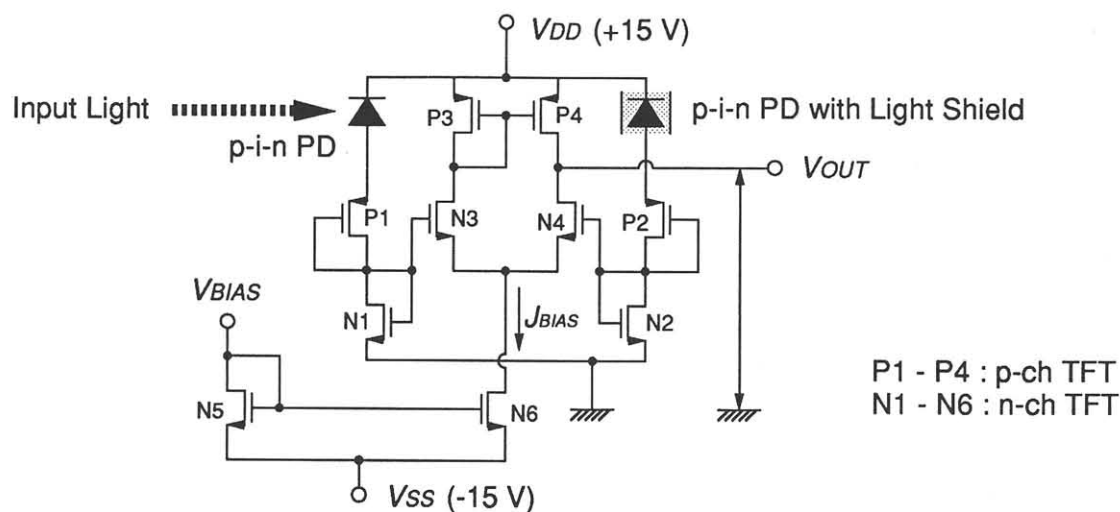 VDD (+15 V)
Input Light
p-i-n PD
P3
P4
p-i-n PD with Light Shield
VOUT
P1
N3
N4
P2
VBIAS
N1
JBIAS
N2
P1 - P4 : p-ch TFT
N5
N6
N1 - N6 : n-ch TFT
VSS (-15 V)